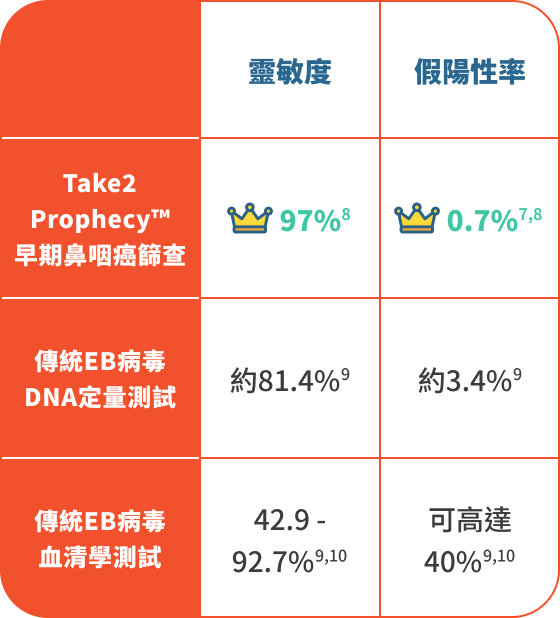 靈敏度 假陽性率
Take2
Prophecy™
早期鼻咽癌篩查
97%8 0.7%7,8
傳統EB病毒
DNA定量測試
約81.4%9 約3.4%9
傳統EB病毒
血清學測試
42.9 -
92.7%9,10
可高達
40%9,10